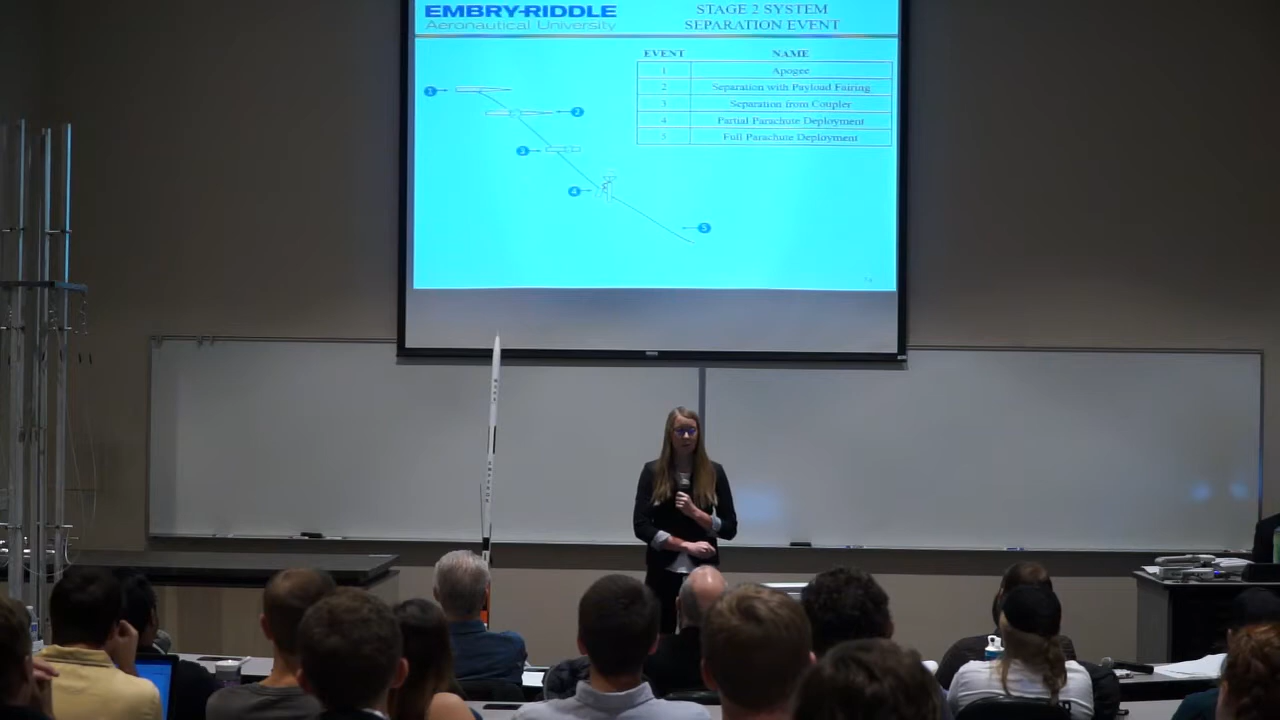 EMBRY-RIDDLE
Aeronautical University
STAGE 2 SYSTEM
SEPARATION EVENT
EVENT NAME
1 Apogee
2 Separation with Payload Fairing
3 Separation from Coupler
4 Partial Parachute Deployment
5 Full Parachute Deployment
1
2
3
4
5